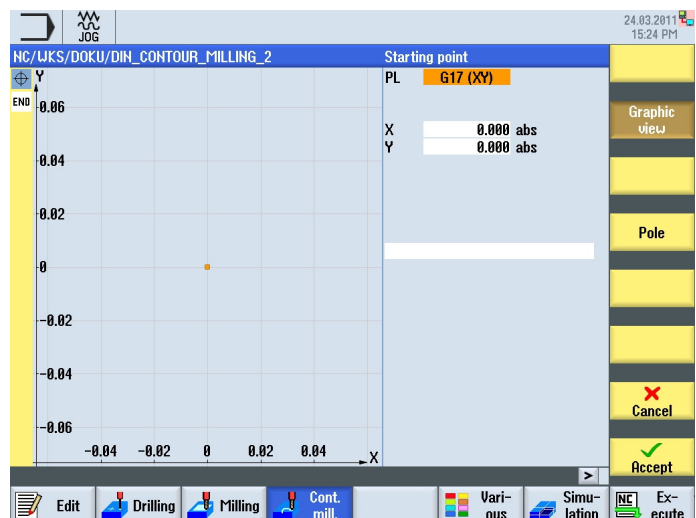 JOG
24.03.2011
15:24 PM
NC/WKS/DOKU/DIN_CONTOUR_MILLING_2
Starting point
Y
PL G17 (XY)
END
0.06
X 0.000 abs
Y 0.000 abs
0.04
0.02
0
-0.02
-0.04
-0.06
-0.04 -0.02 0 0.02 0.04 X
Graphic
view
Pole
Cancel
Accept
>
Edit
Drilling
Milling
Cont.
mill.
Vari-
ous
Simu-
lation
NC
Ex-
ecute